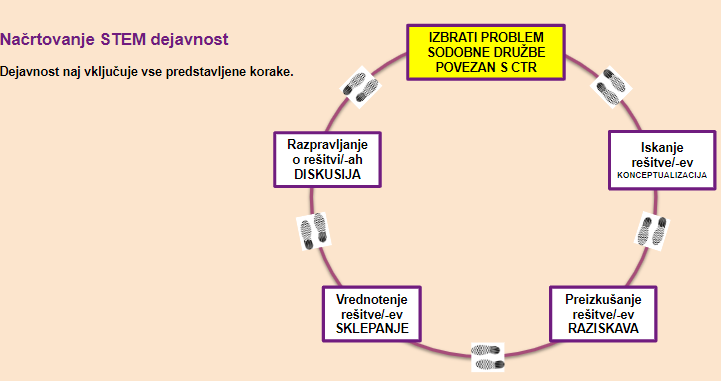 Načrtovanje STEM dejavnost
Dejavnost naj vključuje vse predstavljene korake.
IZBRATI PROBLEM
SODOBNE DRUŽBE
POVEZAN S CTR
Iskanje
rešitve/-ev
KONCEPTUALIZACIJA
Preizkušanje
rešitve/-ev
RAZISKAVA
Vrednotenje
rešitve/-ev
SKLEPANJE
Razpravljanje
o rešitvi/-ah
DISKUSIJA